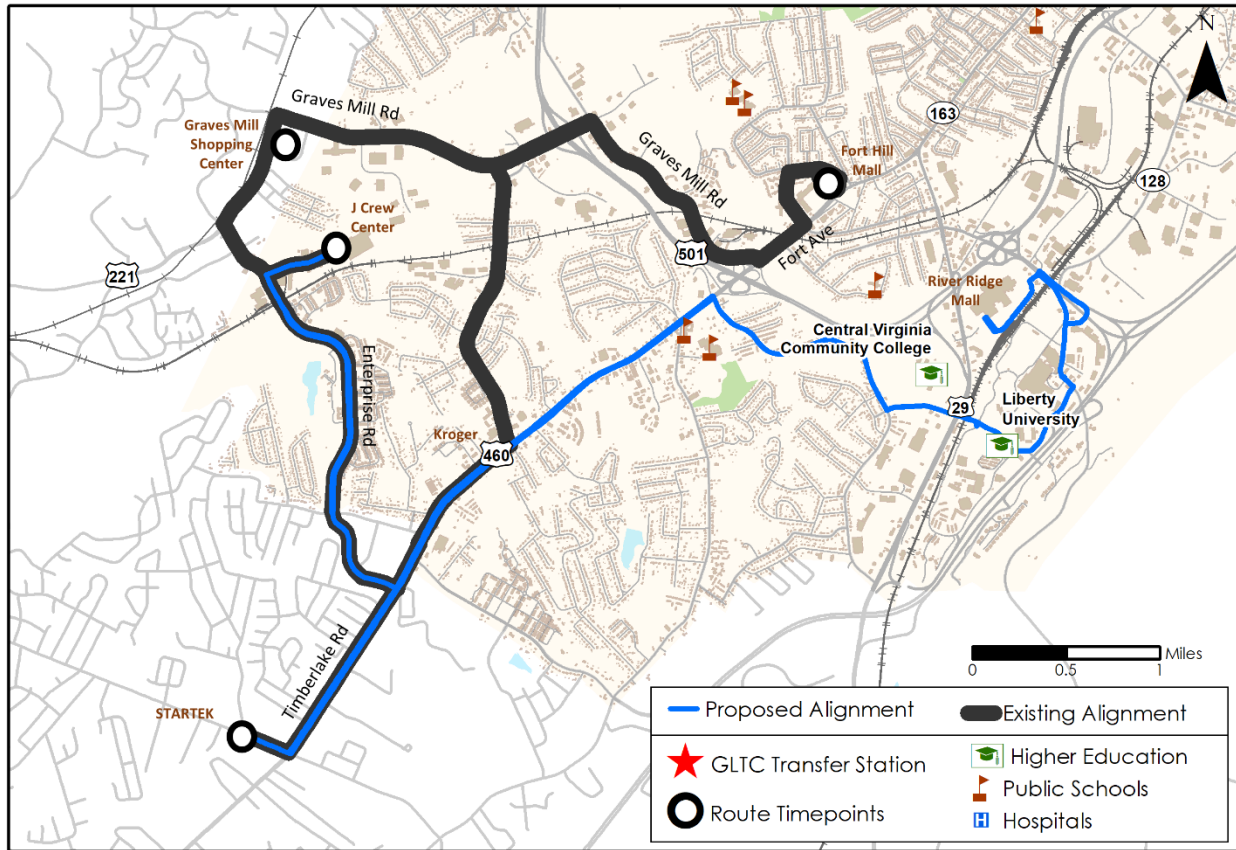 N
Graves Mill Rd
Graves Mill
Shopping
Center
163
Graves Mill Rd
Fort Hill
Mall
128
J Crew
Center
501
Fort Ave
221
River Ridge
Mall
Central Virginia
Community College
Enterprise Rd
29
Liberty
University
Kroger
460
Timberlake Rd
STARTEK
Miles
0 0.5 1
Proposed Alignment
Existing Alignment
GLTC Transfer Station
Route Timepoints
Higher Education
Public Schools
H Hospitals